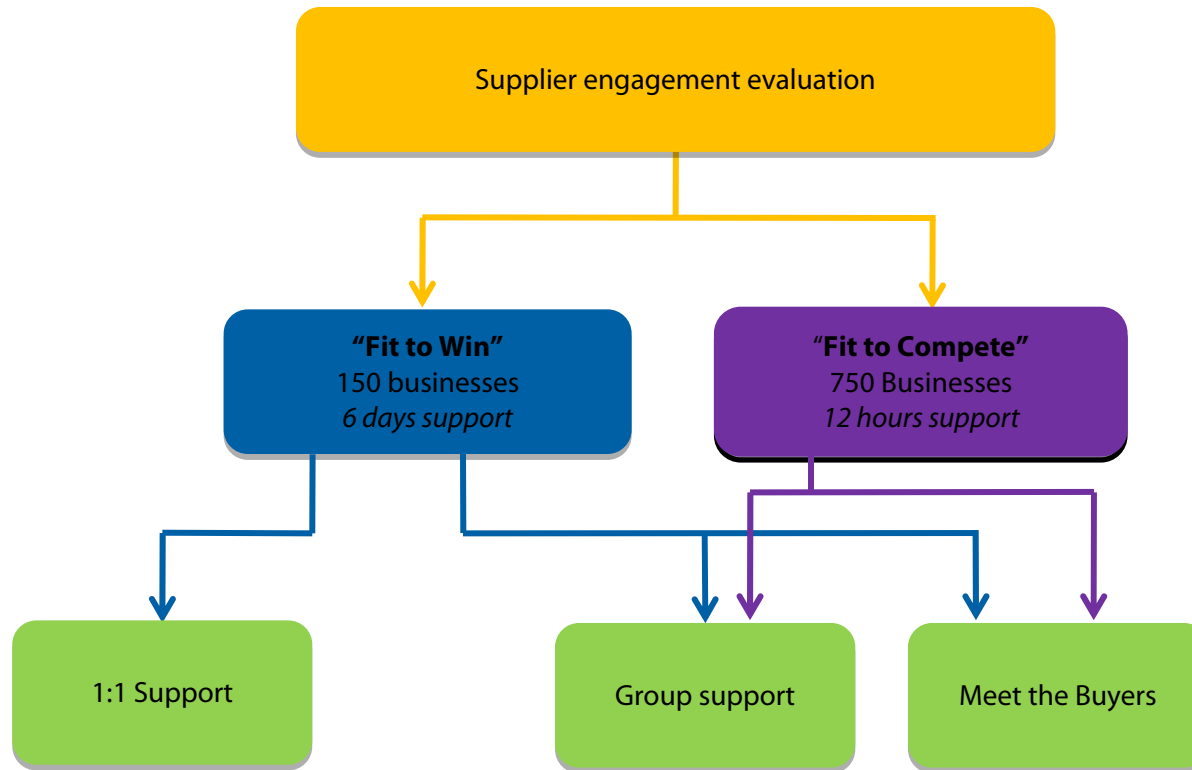 Supplier engagement evaluation
“Fit to Win”
150 businesses
6 days support
“Fit to Compete”
750 Businesses
12 hours support
1:1 Support
Group support
Meet the Buyers